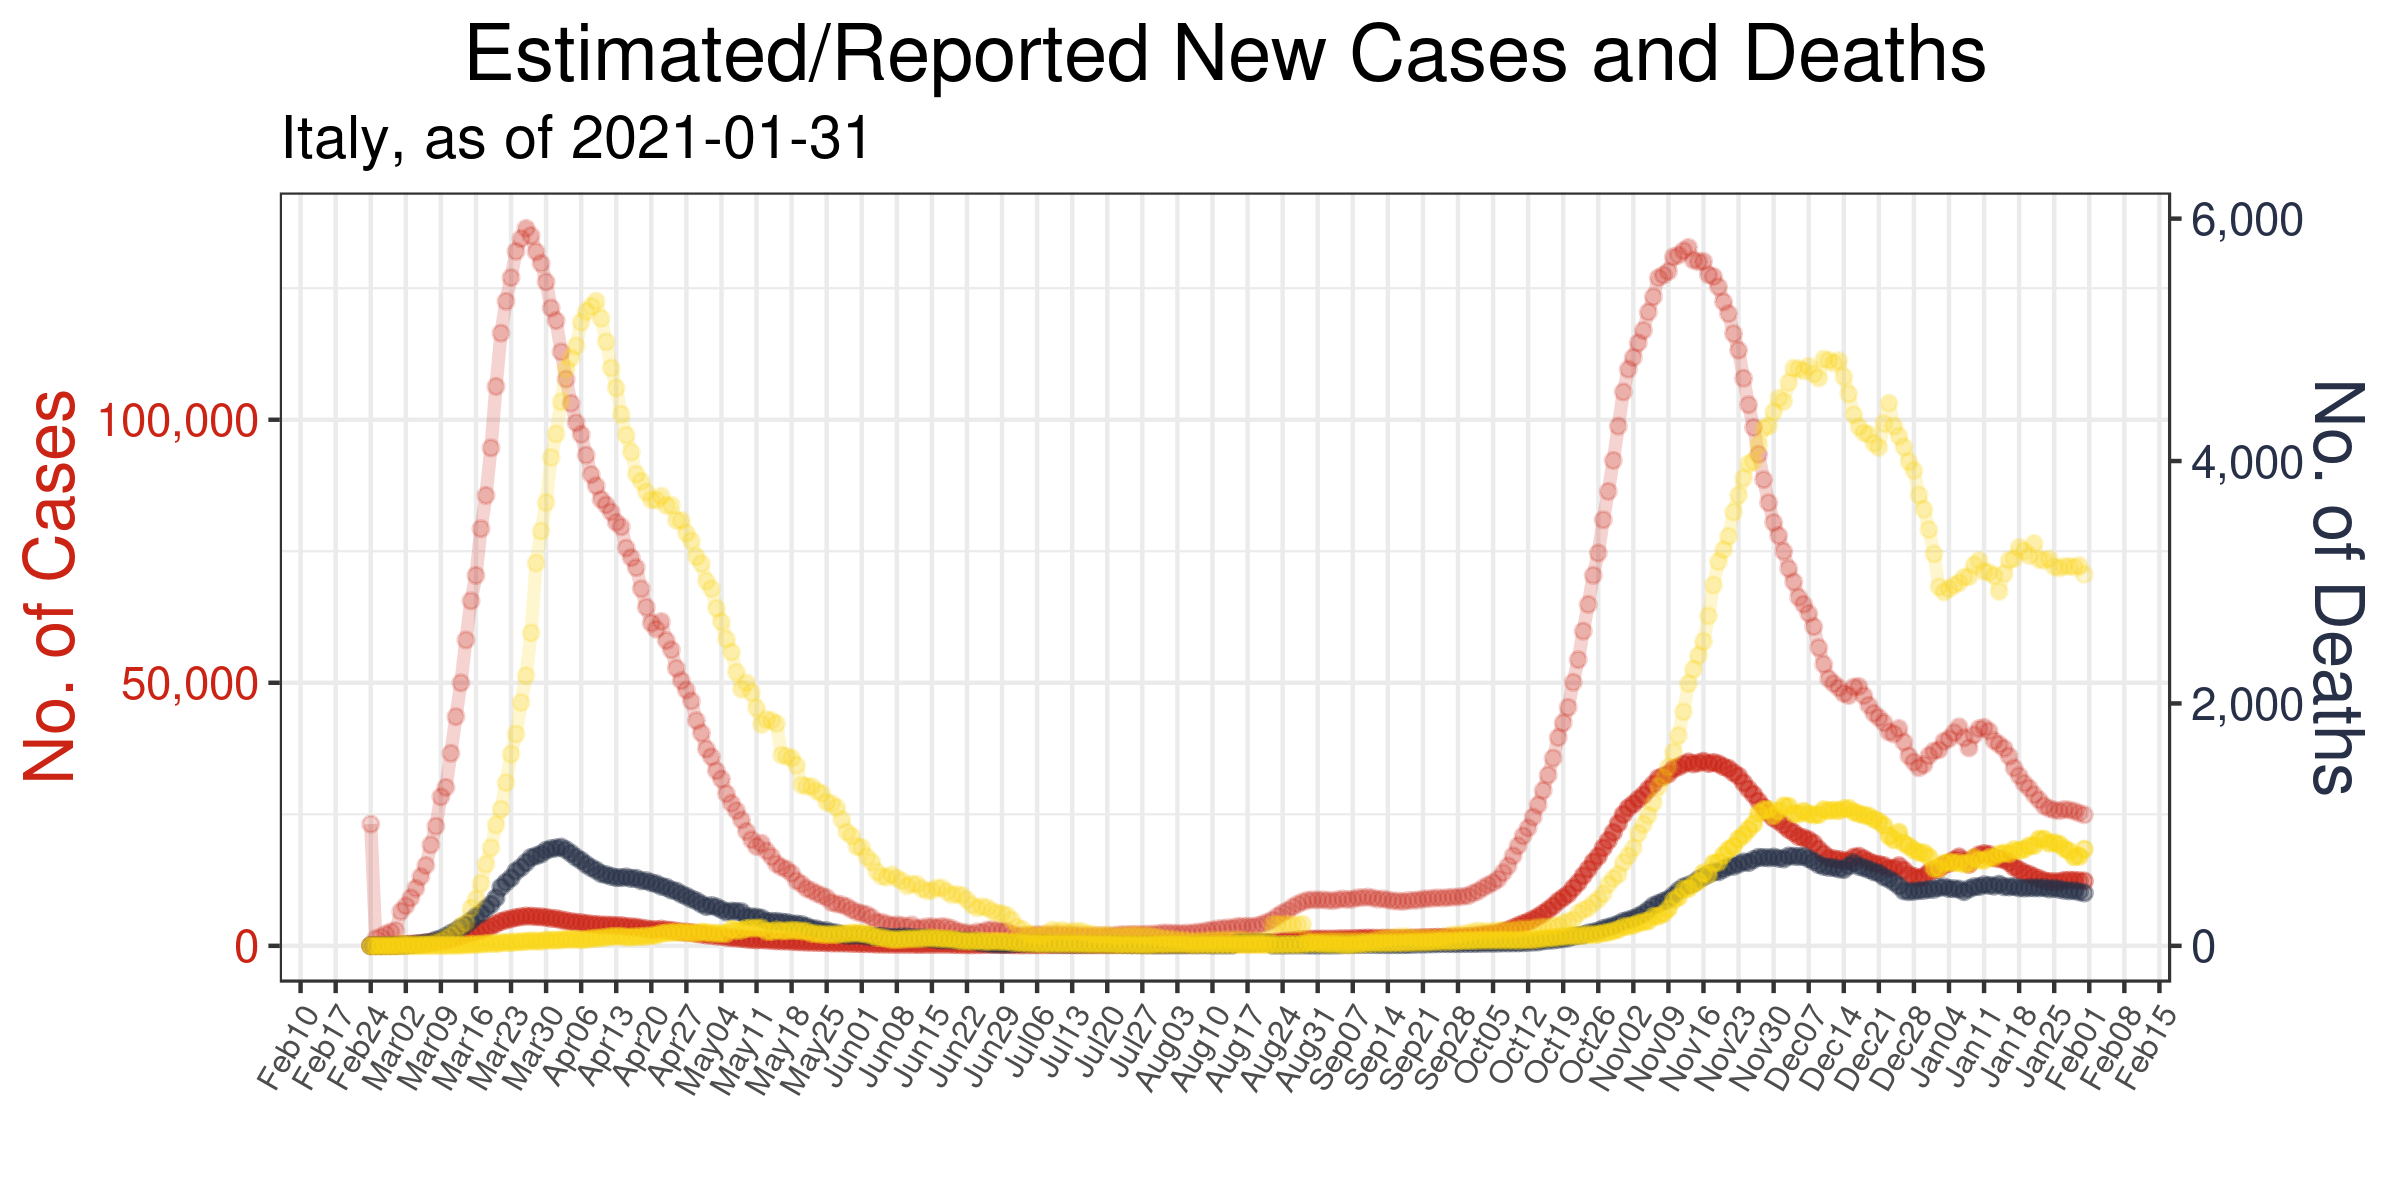 Estimated/Reported New Cases and Deaths
Italy, as of 2021-01-31
No. of Cases
100,000
50,000
0
6,000
4,000
2,000
0
No. of Deaths
Feb10
Feb17
Feb24
Mar02
Mar09
Mar16
Mar23
Mar30
Apr06
Apr13
Apr20
Apr27
May04
May11
May18
May25
Jun01
Jun08
Jun15
Jun22
Jun29
Jul06
Jul13
Jul20
Jul27
Aug03
Aug10
Aug17
Aug24
Aug31
Sep07
Sep14
Sep21
Sep28
Oct05
Oct12
Oct19
Oct26
Nov02
Nov09
Nov16
Nov23
Nov30
Dec07
Dec14
Dec21
Dec28
Jan04
Jan11
Jan18
Jan25
Feb01
Feb08
Feb15